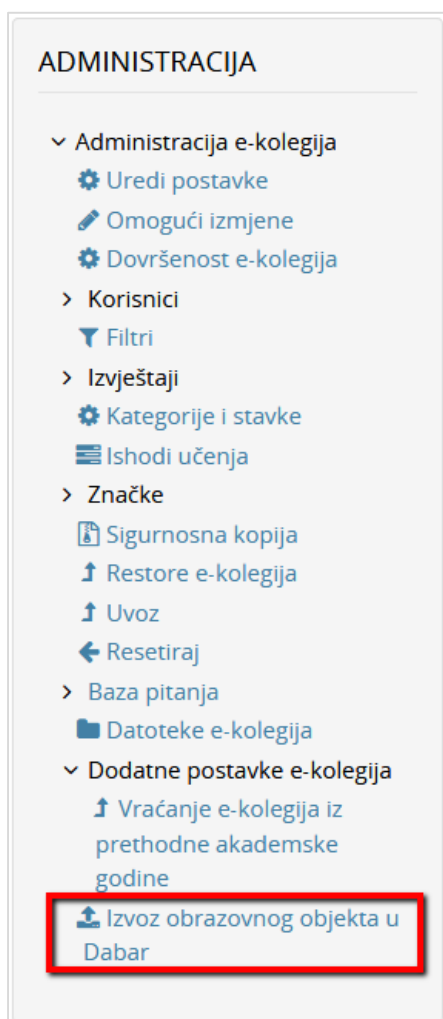 ADMINISTRACIJA
Administracija e-kolegija
Uredi postavke
Omogući izmjene
Dovršenost e-kolegija
Korisnici
Filtri
Izvještaji
Kategorije i stavke
Ishodi učenja
Značke
Sigurnosna kopija
Restore e-kolegija
Uvoz
Resetiraj
Baza pitanja
Datoteke e-kolegija
Dodatne postavke e-kolegija
Vraćanje e-kolegija iz
prethodne akademske
godine
Izvoz obrazovnog objekta u
Dabar